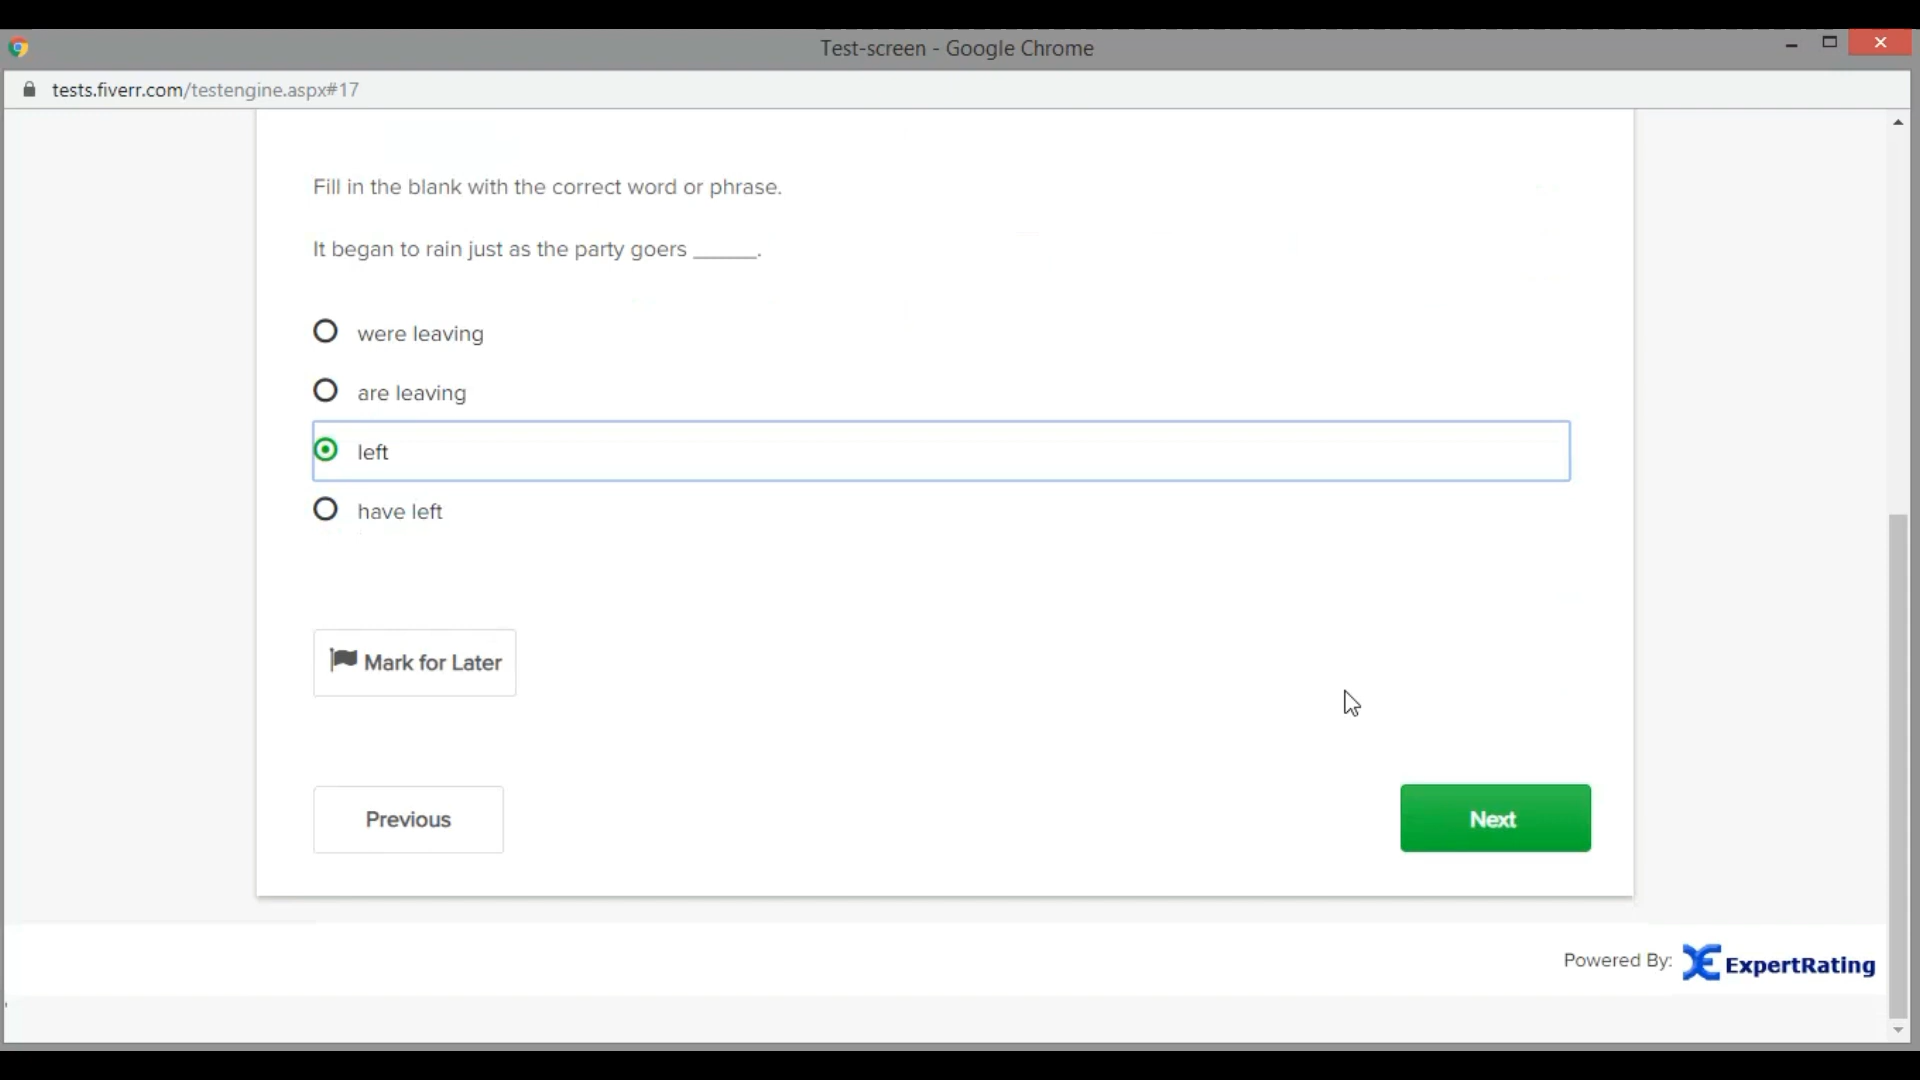 Test-screen - Google Chrome
tests.fiverr.com/testengine.aspx#17
Fill in the blank with the correct word or phrase.
It began to rain just as the party goers ______.
were leaving
are leaving
left
have left
Mark for Later
Previous
Next
Powered By: ExpertRating